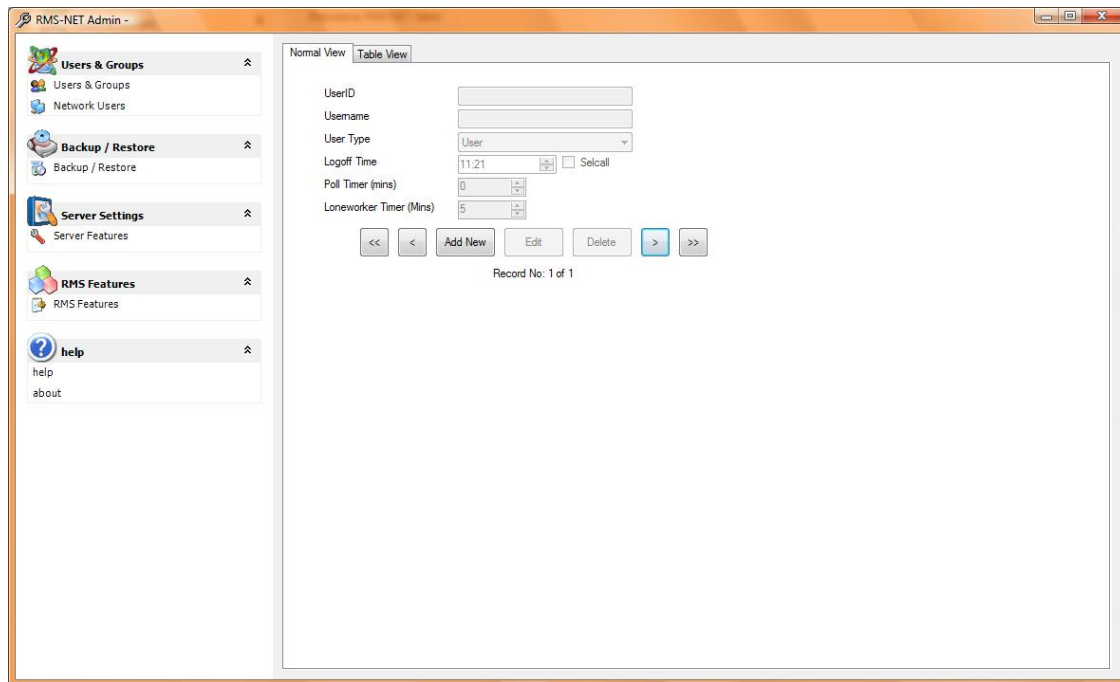 RMS-NET Admin -
Users & Groups
Users & Groups
Network Users
Backup / Restore
Backup / Restore
Server Settings
Server Features
RMS Features
RMS Features
help
help
about
Normal View Table View
UserID
Username
User Type User
Logoff Time 11:21 Selcall
Poll Timer (mins) 0
Loneworker Timer (Mins) 5
<< < Add New Edit Delete > >>
Record No: 1 of 1